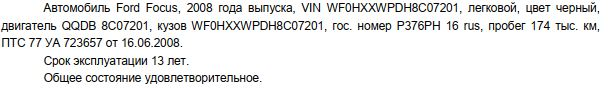 Автомобиль Ford Focus, 2008 года выпуска, VIN WF0HXXWPDH8C07201, легковой, цвет черный,
двигатель QQDB 8C07201, кузов WF0HXXWPDH8C07201, гос. номер Р376РН 16 rus, пробег 174 тыс. км,
ПТС 77 УА 723657 от 16.06.2008.
Срок эксплуатации 13 лет.
Общее состояние удовлетворительное.